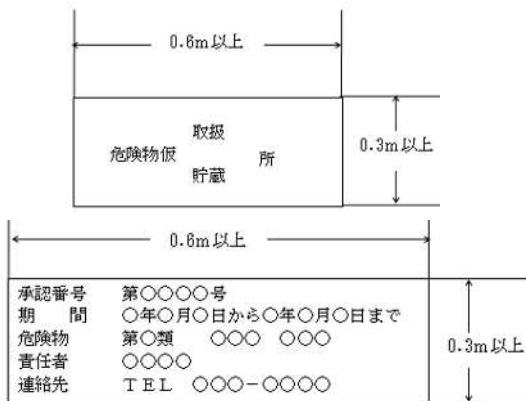 0.6m以上
取扱
危険物仮 所
貯蔵
0.3m以上
0.6m以上
承認番号 第○○○○号
期 間 ○年○月○日から○年○月○日まで
危険物 第○類 ○○○ ○○○
責任者 ○○○○
連絡先 TEL ○○○-○○○○
0.3m以上